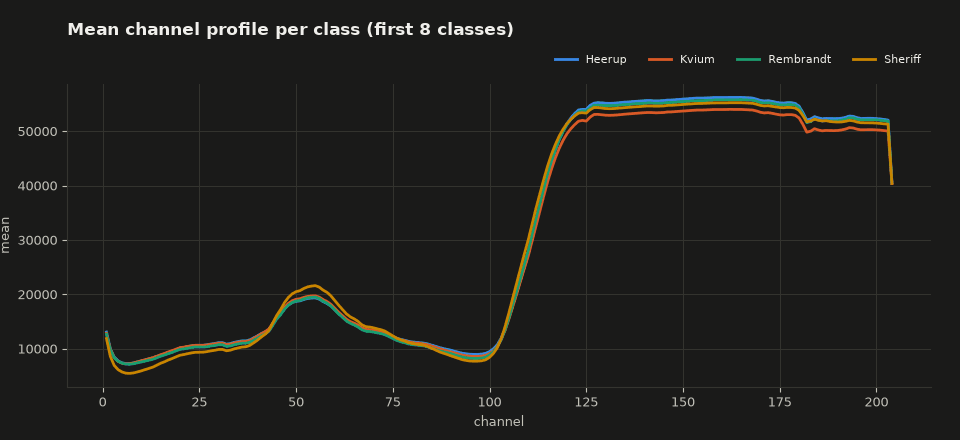 Mean channel profile per class (first 8 classes)
Heerup Kvium Rembrandt Sheriff
50000
40000
30000
20000
10000
mean
0 25 50 75 100 125 150 175 200
channel